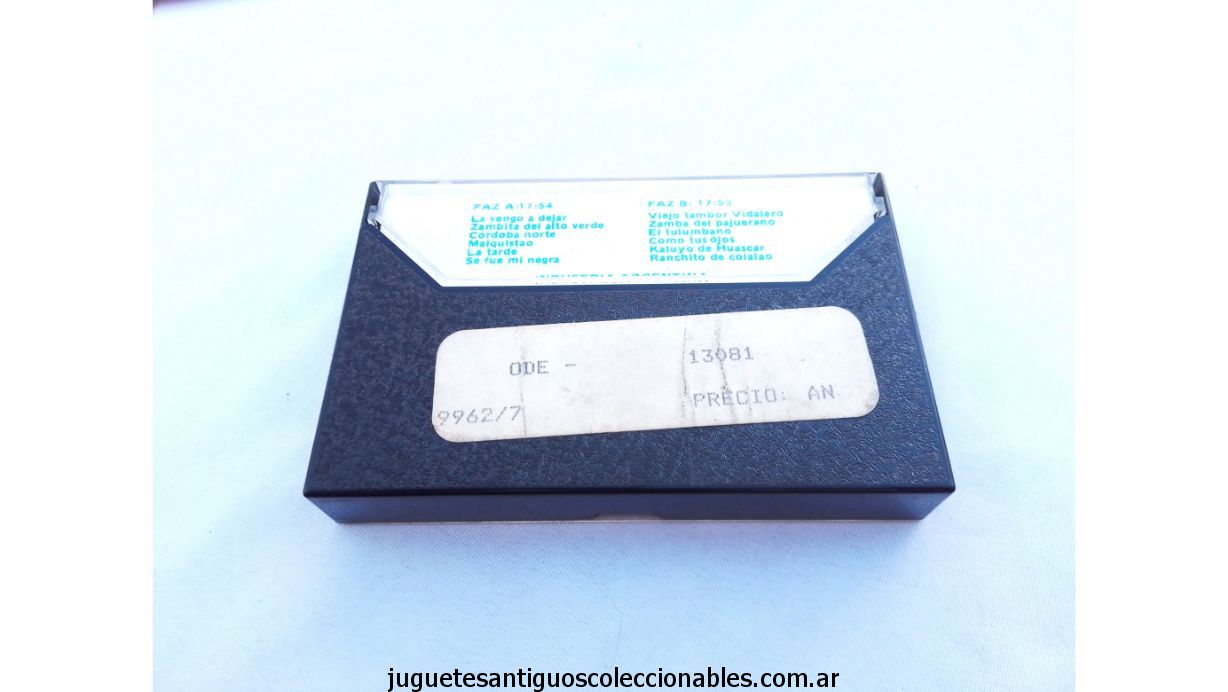 FAZ A:17:54
La vengo a dejar
Zambita del alto verde
Cordoba norte
Malquistao
La tarde
Se fue mi negra
FAZ B: 17:53
Viejo tambor Vidalero
Zamba del pajuerano
El tulumbano
Como tus ojos
Kaluyo de Huascar
Ranchito de colalao
INDUSTRIA ARGENTINA
ODE - 13081
9962/7 PRECIO: AN
juguetesantiguoscoleccionables.com.ar